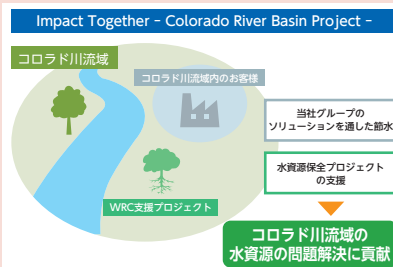 Impact Together - Colorado River Basin Project -
コロラド川流域
コロラド川流域内のお客様
当社グループの
ソリューションを通した節水
水資源保全プロジェクト
の支援
WRC支援プロジェクト
コロラド川流域の
水資源の問題解決に貢献